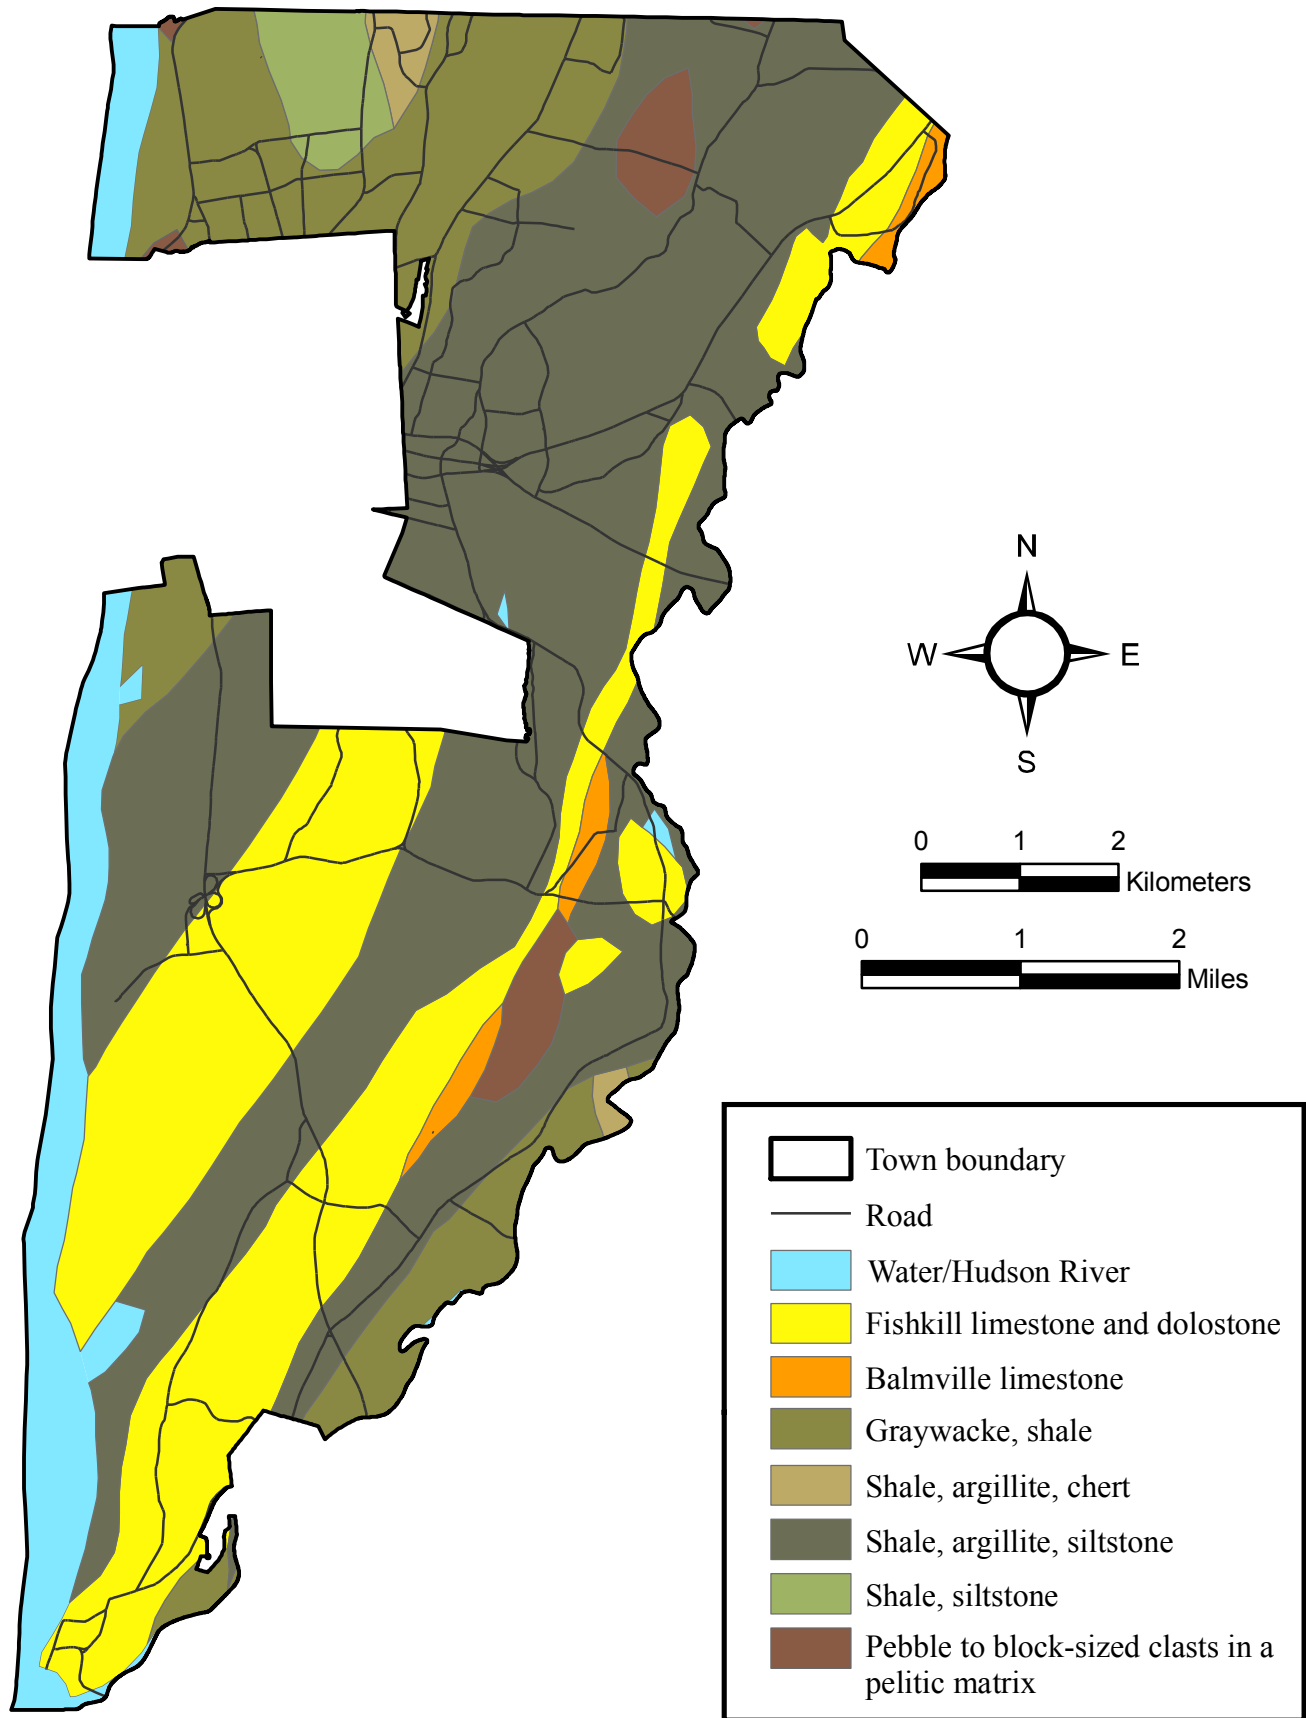 N
W E
S
0 1 2
Kilometers
0 1 2
Miles
Town boundary
Road
Water/Hudson River
Fishkill limestone and dolostone
Balmville limestone
Graywacke, shale
Shale, argillite, chert
Shale, argillite, siltstone
Shale, siltstone
Pebble to block-sized clasts in a
pelitic matrix